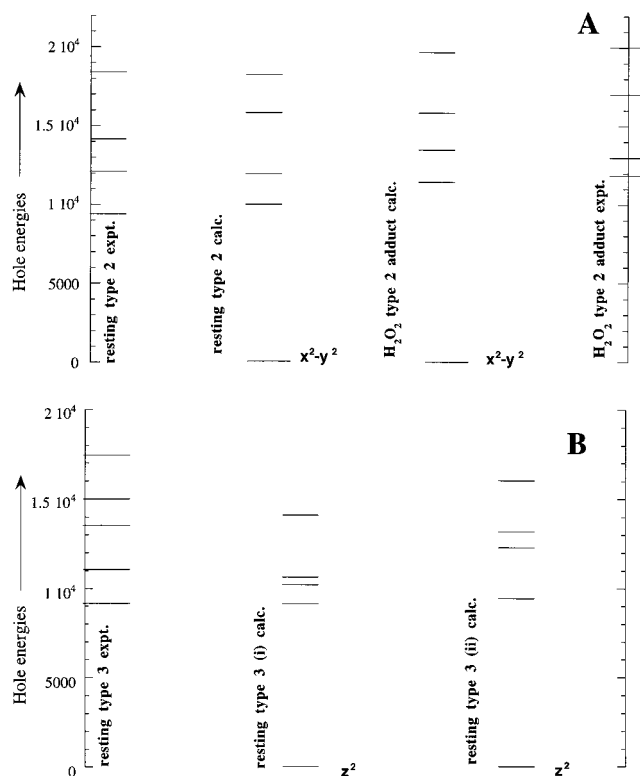 A
2 10⁴
1.5 10⁴
1 10⁴
5000
0
Hole energies
resting type 2 expt.
resting type 2 calc.
H₂O₂ type 2 adduct calc.
H₂O₂ type 2 adduct expt.
x²-y²
x²-y²
B
2 10⁴
1.5 10⁴
1 10⁴
5000
0
Hole energies
resting type 3 expt.
resting type 3 (i) calc.
resting type 3 (ii) calc.
z²
z²